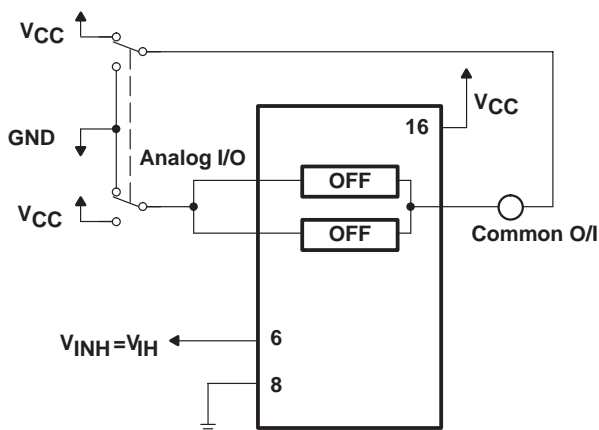 VCC
VCC
16
GND
Analog I/O
OFF
VCC
OFF
Common O/I
VINH=VIH
6
8